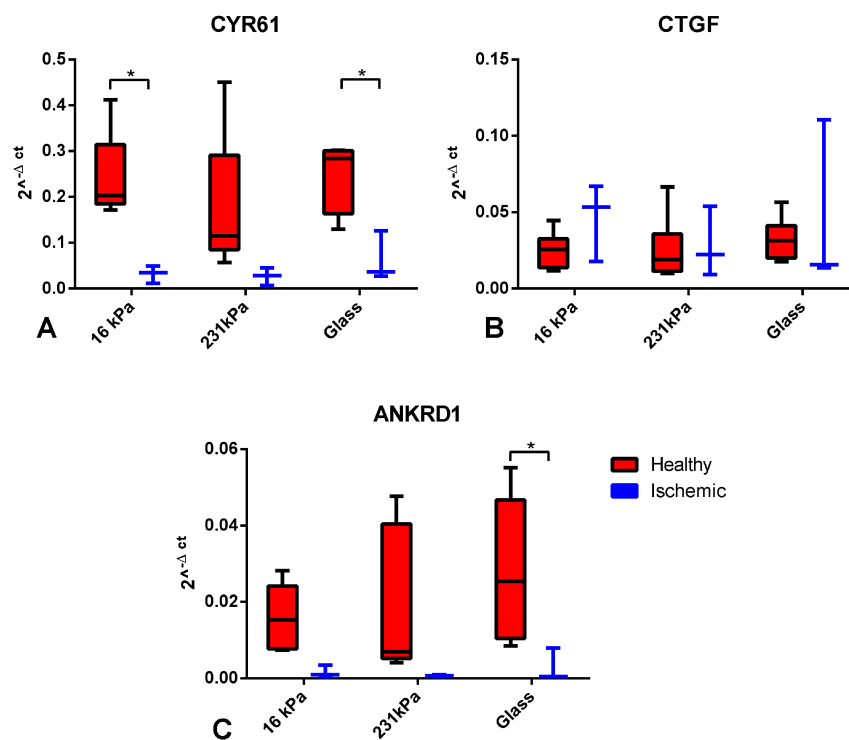 CYR61
CTGF
0.5
0.4
0.3
0.2
0.1
0.0
2^-Δ ct
*
*
16 kPa
231kPa
Glass
A
0.15
0.10
0.05
0.00
2^-Δ ct
16 kPa
231kPa
Glass
B
ANKRD1
0.06
0.04
0.02
0.00
2^-Δ ct
*
16 kPa
231kPa
Glass
C
Healthy
Ischemic